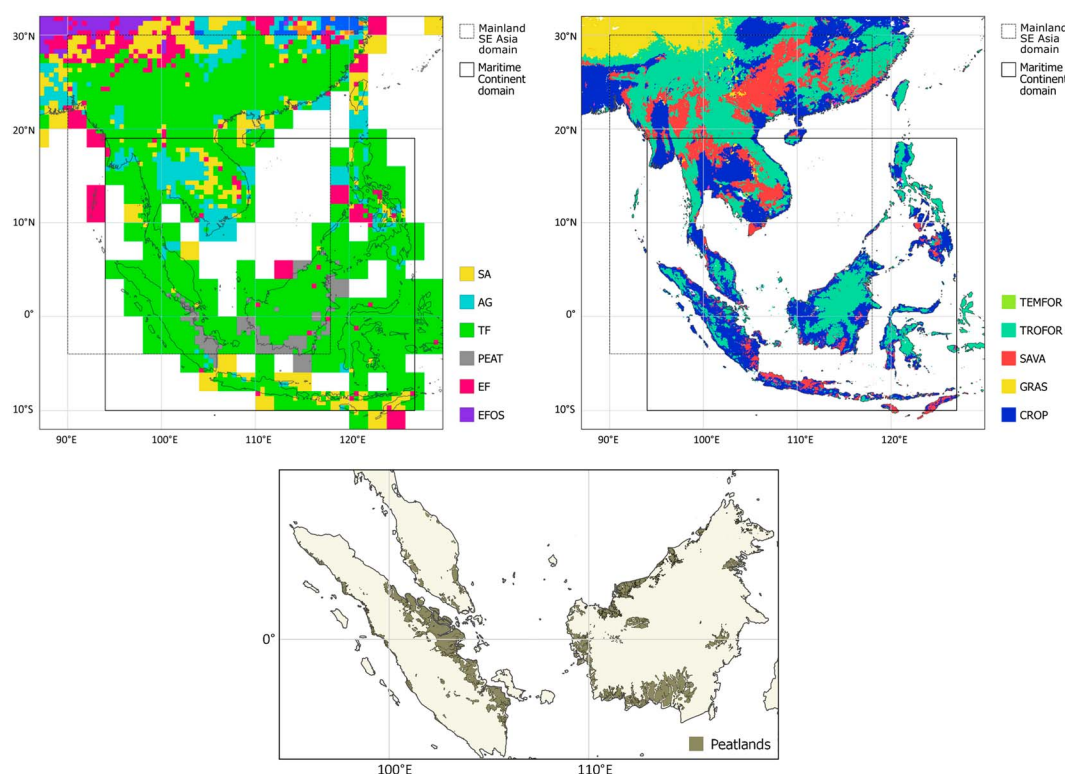 30°N
20°N
10°N
0°
10°S
90°E
100°E
110°E
120°E
Mainland
SE Asia
domain
Maritime
Continent
domain
SA
AG
TF
PEAT
EF
EFOS
30°N
20°N
10°N
0°
10°S
90°E
100°E
110°E
120°E
Mainland
SE Asia
domain
Maritime
Continent
domain
TEMFOR
TROFOR
SAVA
GRAS
CROP
0°
100°E
110°E
Peatlands